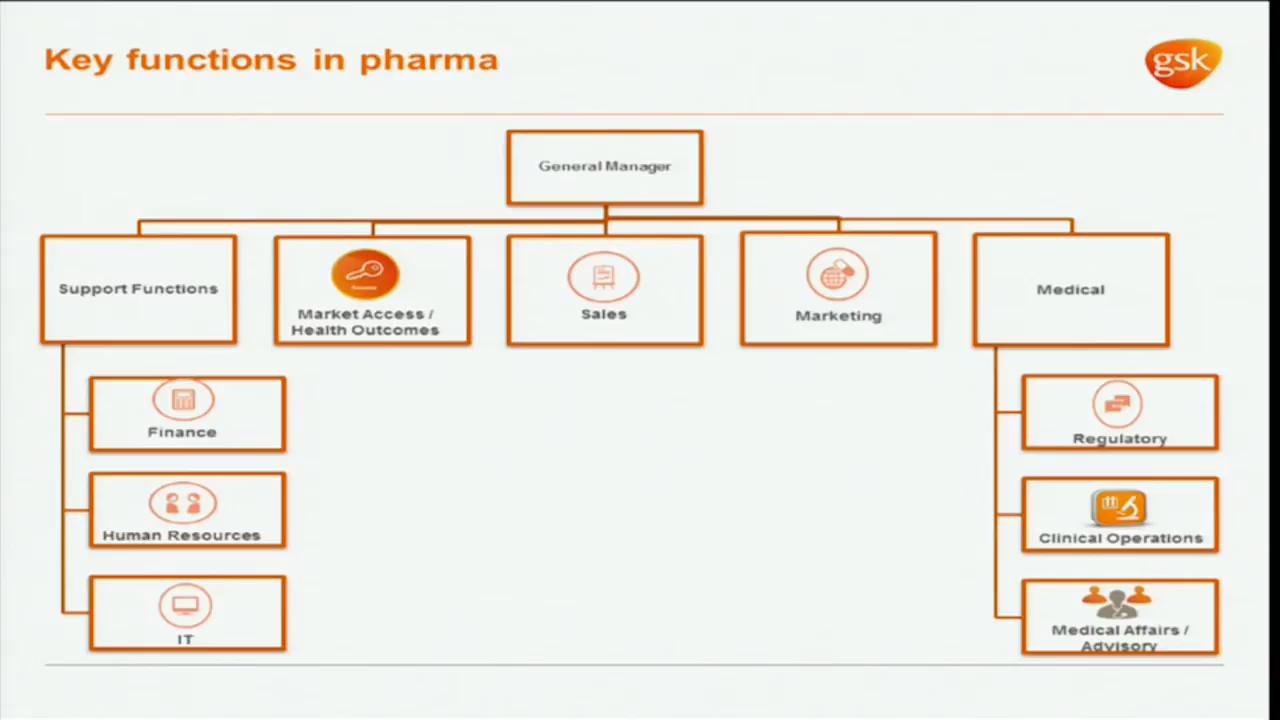 Key functions in pharma
gsk
General Manager
Support Functions
Market Access /
Health Outcomes
Sales
Marketing
Medical
Finance
Human Resources
IT
Regulatory
Clinical Operations
Medical Affairs /
Advisory